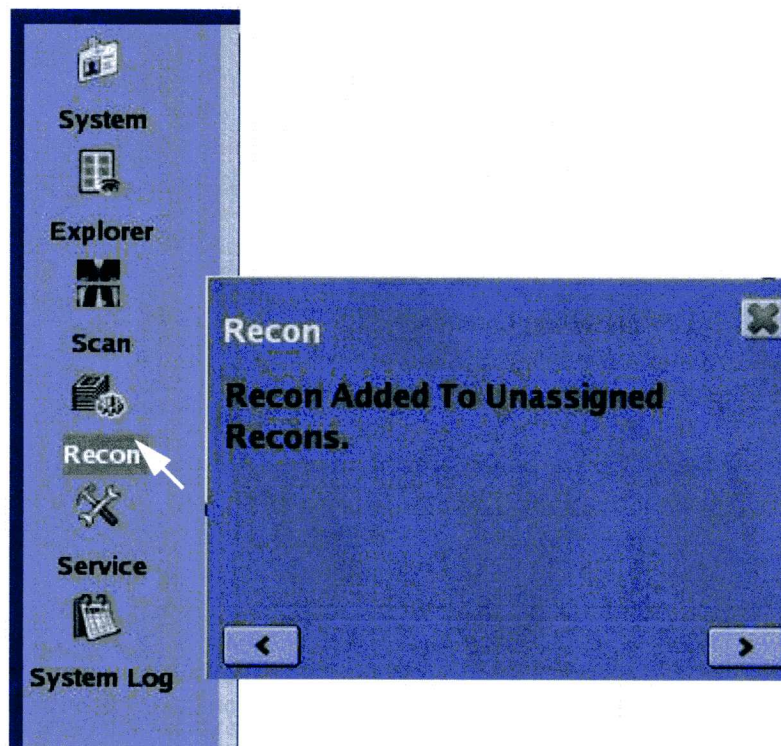 System
Explorer
Scan
Recon
Service
System Log
Recon
Recon Added To Unassigned
Recons.